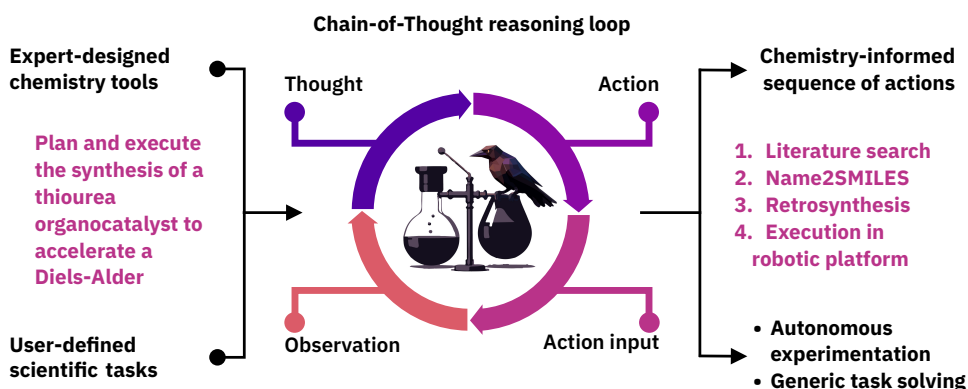 Chain-of-Thought reasoning loop
Expert-designed
chemistry tools
Plan and execute
the synthesis of a
thiourea
organocatalyst to
accelerate a
Diels-Alder
User-defined
scientific tasks
Thought
Action
Observation
Action input
Chemistry-informed
sequence of actions
1. Literature search
2. Name2SMILES
3. Retrosynthesis
4. Execution in
robotic platform
• Autonomous
experimentation
• Generic task solving